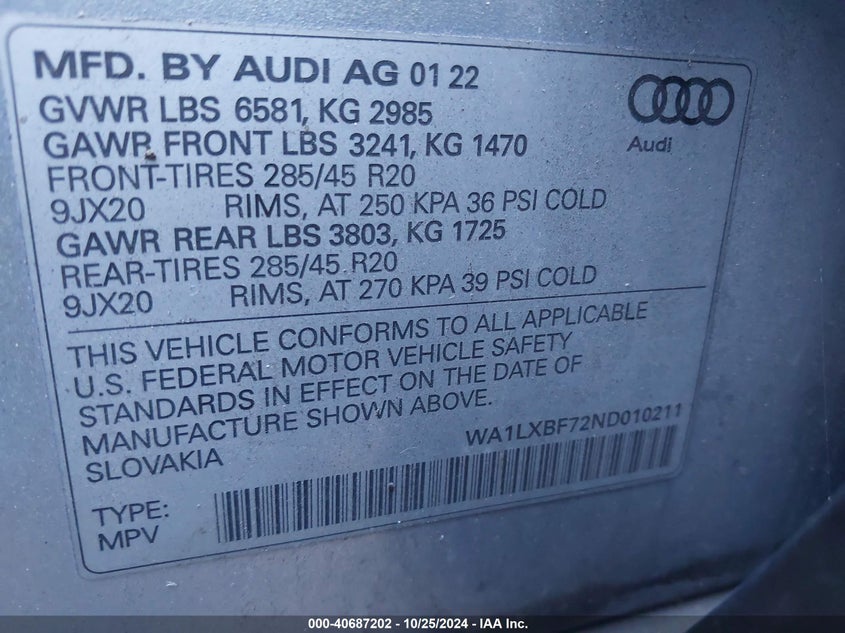 MFD. BY AUDI AG 01 22
GVWR LBS 6581, KG 2985
GAWR FRONT LBS 3241, KG 1470
FRONT-TIRES 285/45 R20
9JX20 RIMS, AT 250 KPA 36 PSI COLD
GAWR REAR LBS 3803, KG 1725
REAR-TIRES 285/45 R20
9JX20 RIMS, AT 270 KPA 39 PSI COLD
Audi
THIS VEHICLE CONFORMS TO ALL APPLICABLE
U.S. FEDERAL MOTOR VEHICLE SAFETY
STANDARDS IN EFFECT ON THE DATE OF
MANUFACTURE SHOWN ABOVE.
SLOVAKIA
WA1LXBF72ND010211
TYPE:
MPV
000-40687202 - 10/25/2024 - IAA Inc.